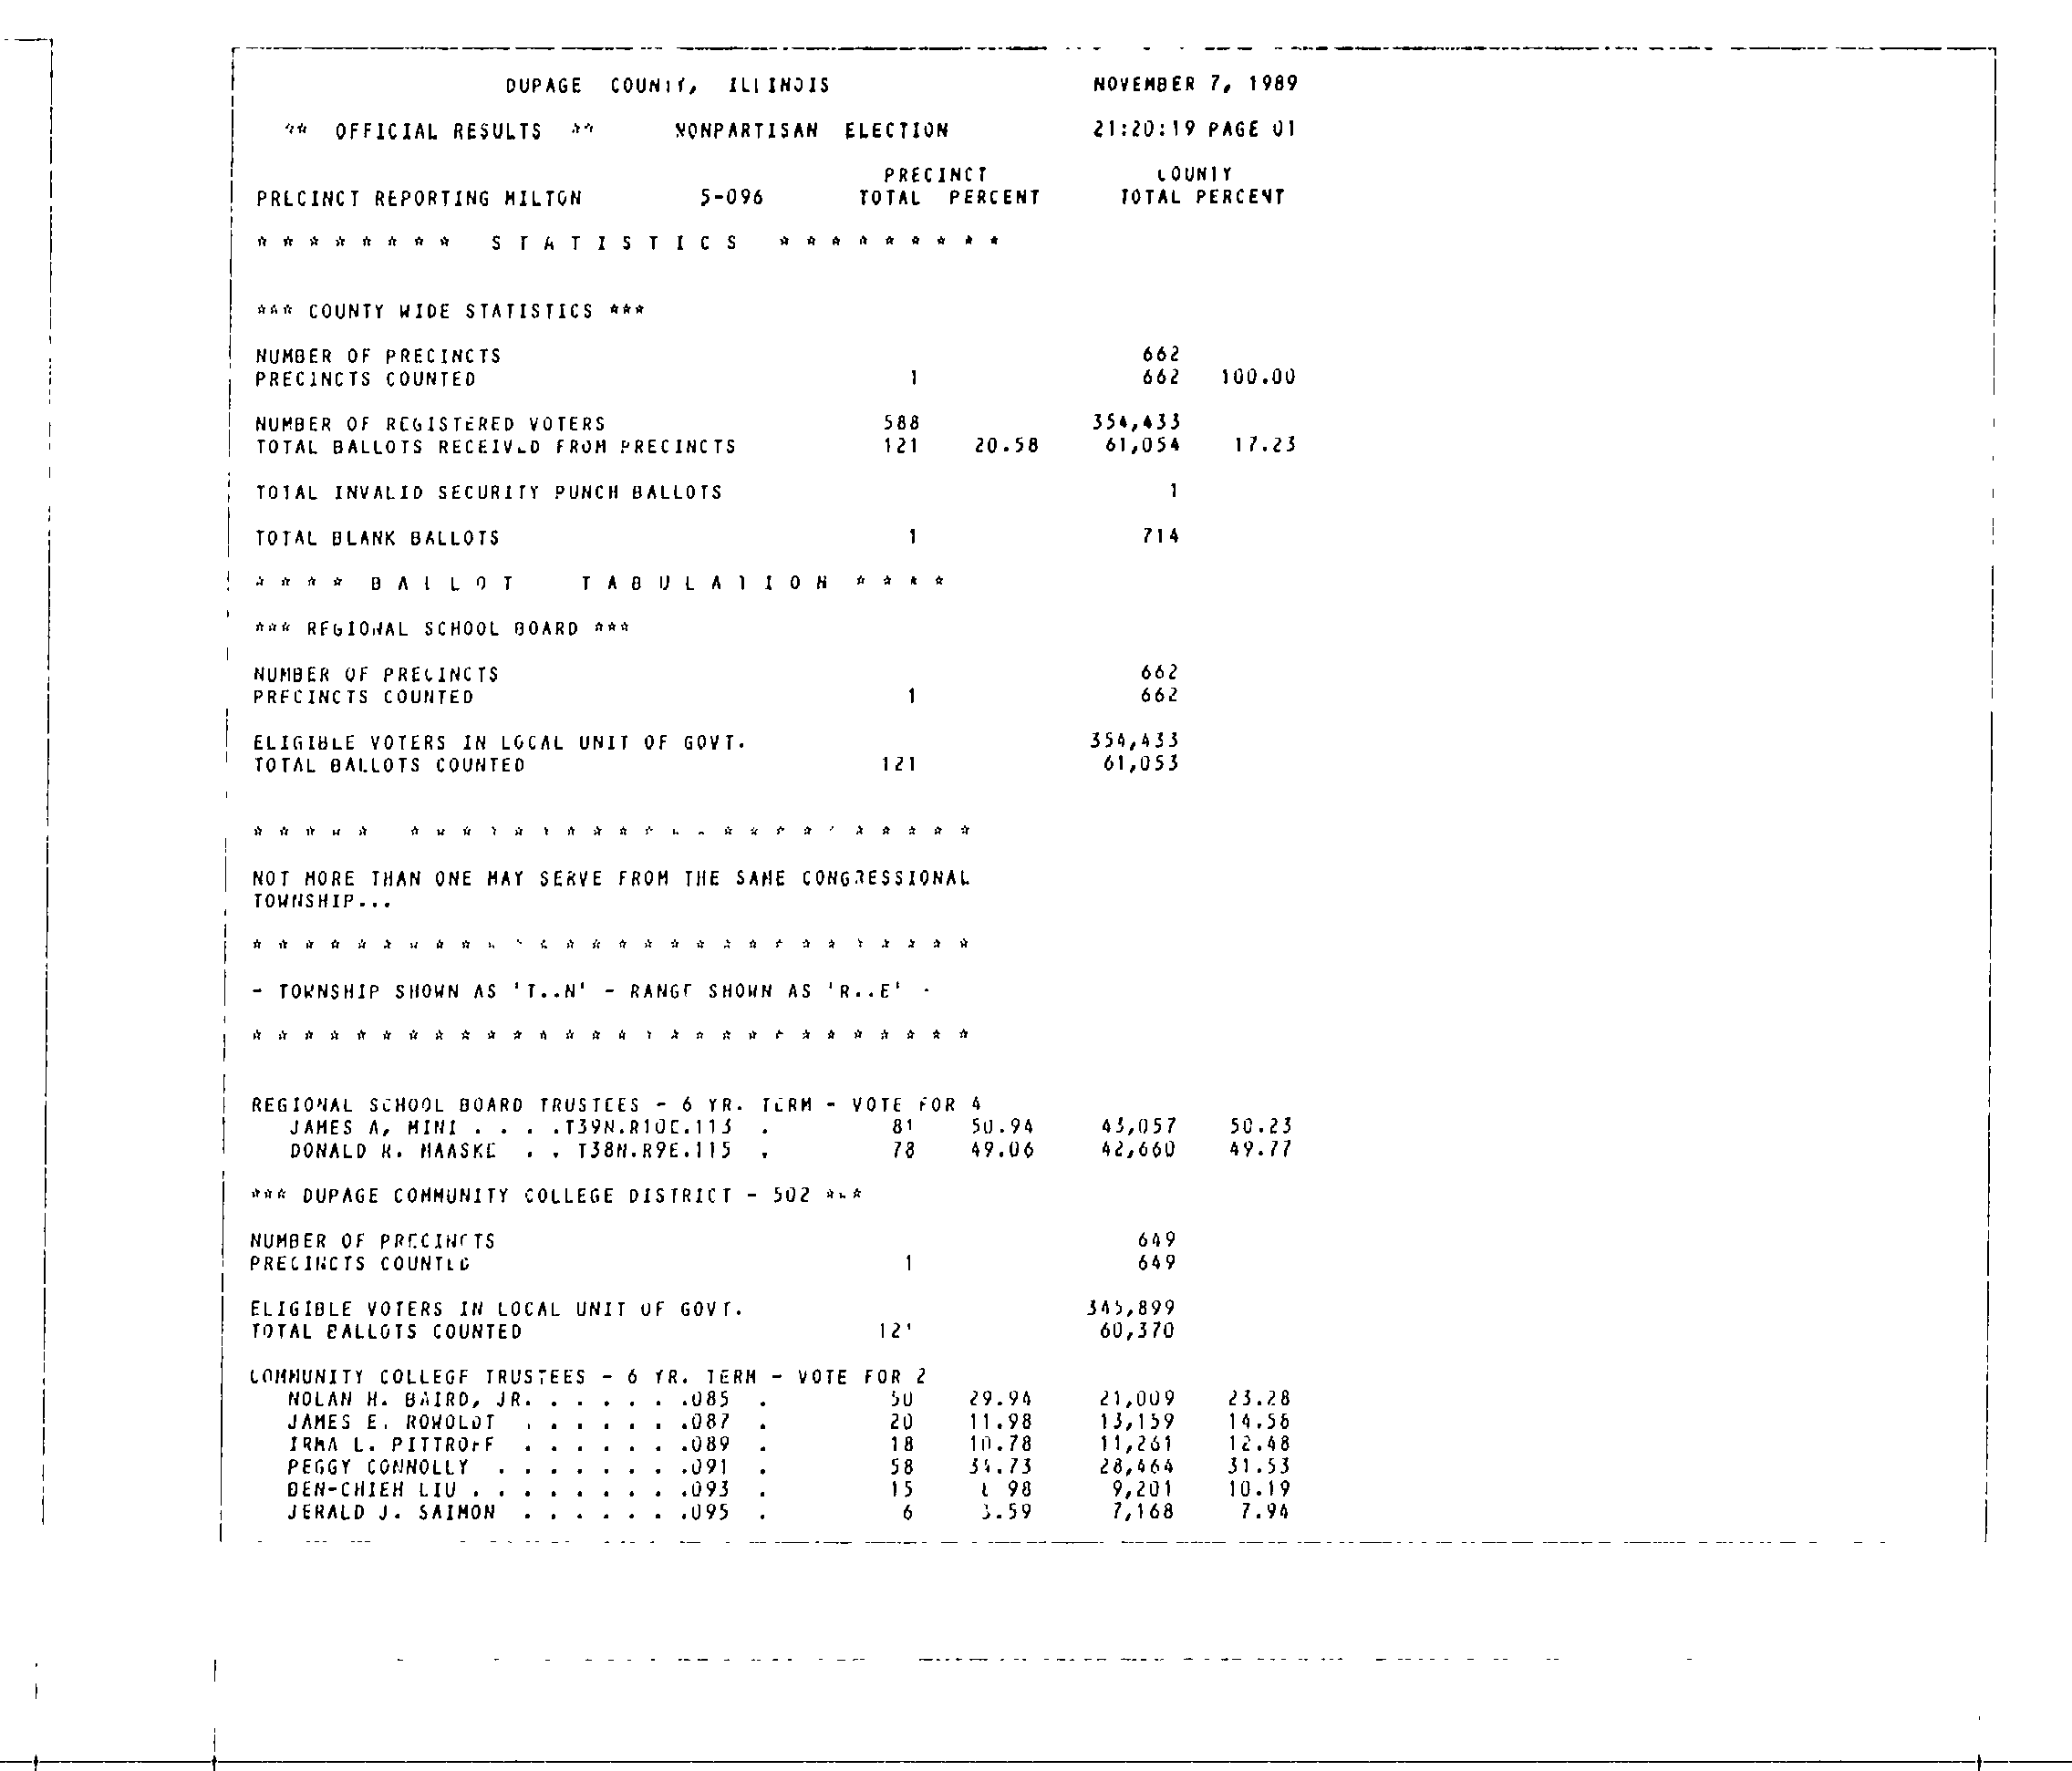 DUPAGE COUNTY, ILLINOIS NOVEMBER 7, 1989
** OFFICIAL RESULTS ** NONPARTISAN ELECTION 21:20:19 PAGE 01
PRECINCT COUNTY
PRECINCT REPORTING MILTON 5-096 TOTAL PERCENT TOTAL PERCENT
* * * * * * * * S T A T I S T I C S * * * * * * * * *
*** COUNTY WIDE STATISTICS ***
NUMBER OF PRECINCTS 662
PRECINCTS COUNTED 1 662 100.00
NUMBER OF REGISTERED VOTERS 588 354,433
TOTAL BALLOTS RECEIVED FROM PRECINCTS 121 20.58 61,054 17.23
TOTAL INVALID SECURITY PUNCH BALLOTS 1
TOTAL BLANK BALLOTS 1 714
* * * * B A L L O T T A B U L A T I O N * * * *
*** REGIONAL SCHOOL BOARD ***
NUMBER OF PRECINCTS 662
PRECINCTS COUNTED 1 662
ELIGIBLE VOTERS IN LOCAL UNIT OF GOVT. 354,433
TOTAL BALLOTS COUNTED 121 61,053
* * * * * * * * * * * * * * * * * * * * * * * * * * *
NOT MORE THAN ONE MAY SERVE FROM THE SAME CONGRESSIONAL
TOWNSHIP...
* * * * * * * * * * * * * * * * * * * * * * * * * * * *
- TOWNSHIP SHOWN AS 'T..N' - RANGE SHOWN AS 'R..E' -
* * * * * * * * * * * * * * * * * * * * * * * * * * * *
REGIONAL SCHOOL BOARD TRUSTEES - 6 YR. TERM - VOTE FOR 4
JAMES A. MINI . . . .T39N.R10E.113 . 81 50.94 43,057 50.23
DONALD R. MAASKE . . T38N.R9E.115 . 78 49.06 42,660 49.77
*** DUPAGE COMMUNITY COLLEGE DISTRICT - 502 ***
NUMBER OF PRECINCTS 649
PRECINCTS COUNTED 1 649
ELIGIBLE VOTERS IN LOCAL UNIT OF GOVT. 345,899
TOTAL BALLOTS COUNTED 121 60,370
COMMUNITY COLLEGE TRUSTEES - 6 YR. TERM - VOTE FOR 2
NOLAN H. BAIRD, JR. . . . . . .085 . 50 29.94 21,009 23.28
JAMES E. ROWOLDT . . . . . . .087 . 20 11.98 13,159 14.58
IRMA L. PITTROFF . . . . . . .089 . 18 10.78 11,261 12.48
PEGGY CONNOLLY . . . . . . . .091 . 58 34.73 28,464 31.53
BEN-CHIEH LIU . . . . . . . . .093 . 15 98 9,201 10.19
JERALD J. SAIMON . . . . . . .095 . 6 3.59 7,168 7.94